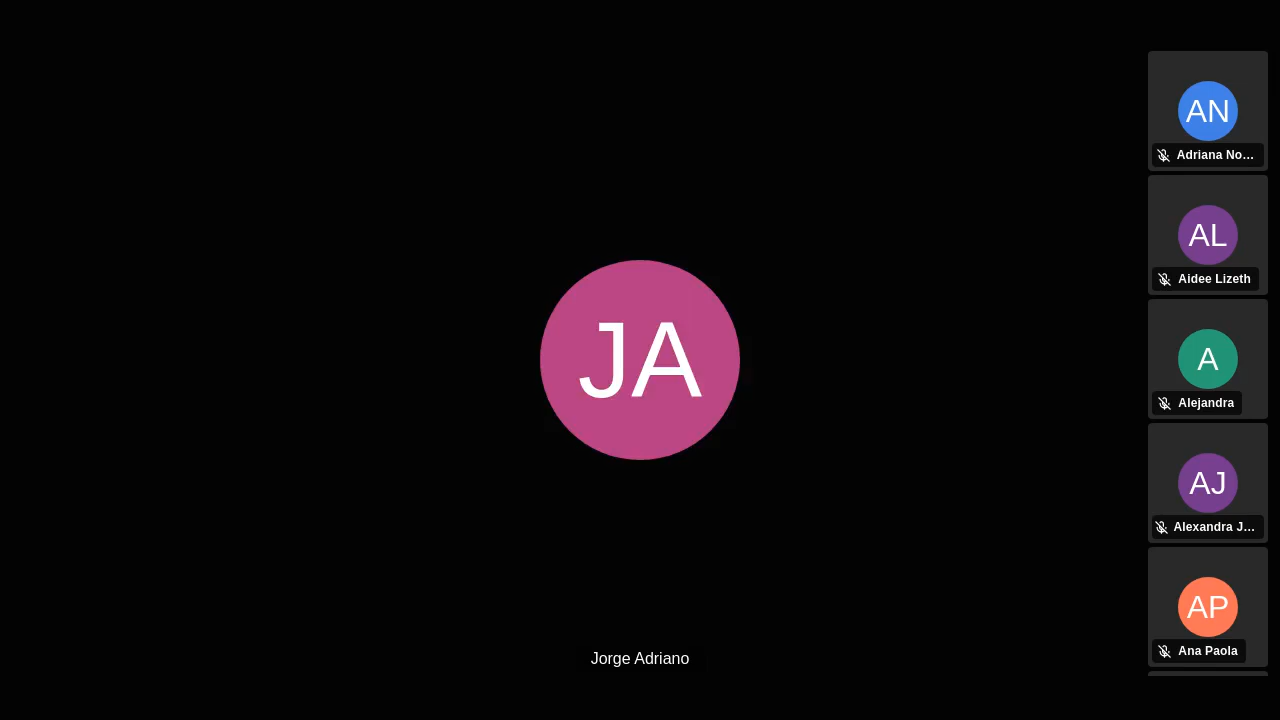 AN
Adriana No...
AL
Aidee Lizeth
A
Alejandra
JA
AJ
Alexandra J...
AP
Ana Paola
Jorge Adriano